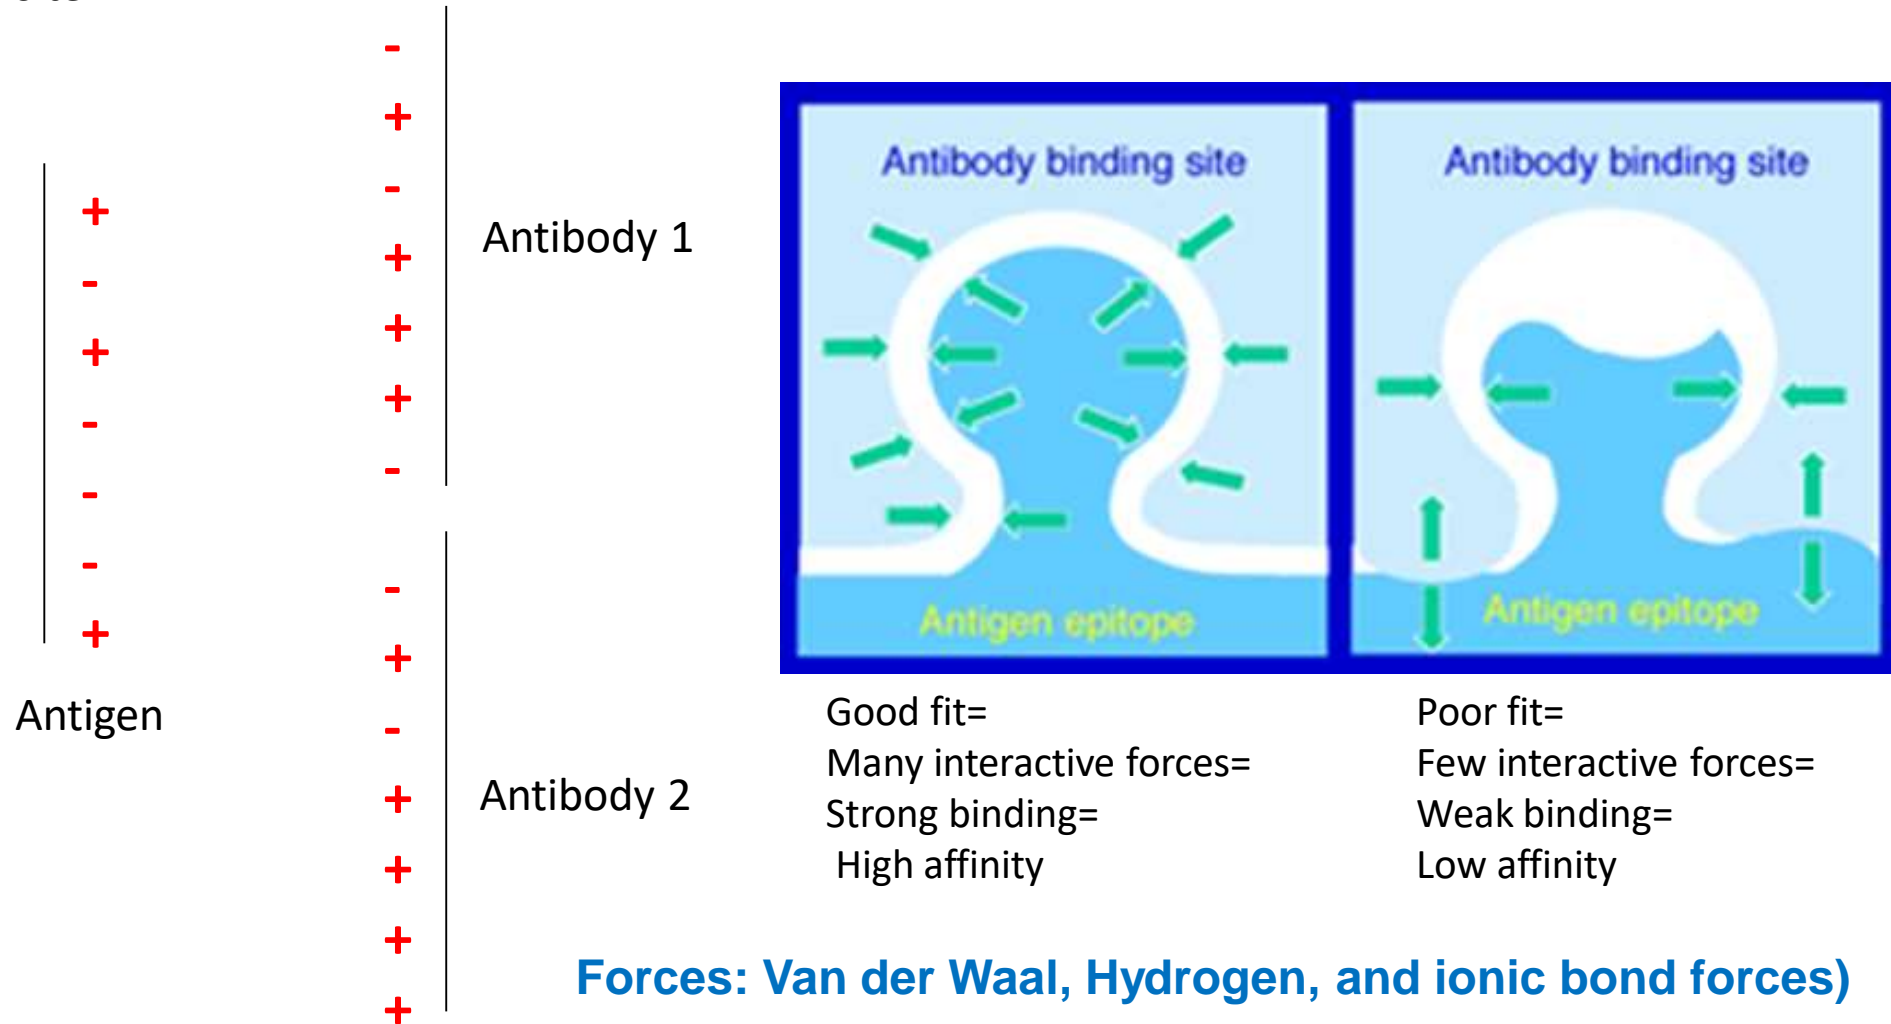 -
+
-
+
+
+
-
Antibody 1
+
-
+
-
-
-
+
Antigen
-
+
-
+
+
+
+
Antibody 2
Antibody binding site
Antigen epitope
Antibody binding site
Antigen epitope
Good fit=
Many interactive forces=
Strong binding=
High affinity
Poor fit=
Few interactive forces=
Weak binding=
Low affinity
Forces: Van der Waal, Hydrogen, and ionic bond forces)